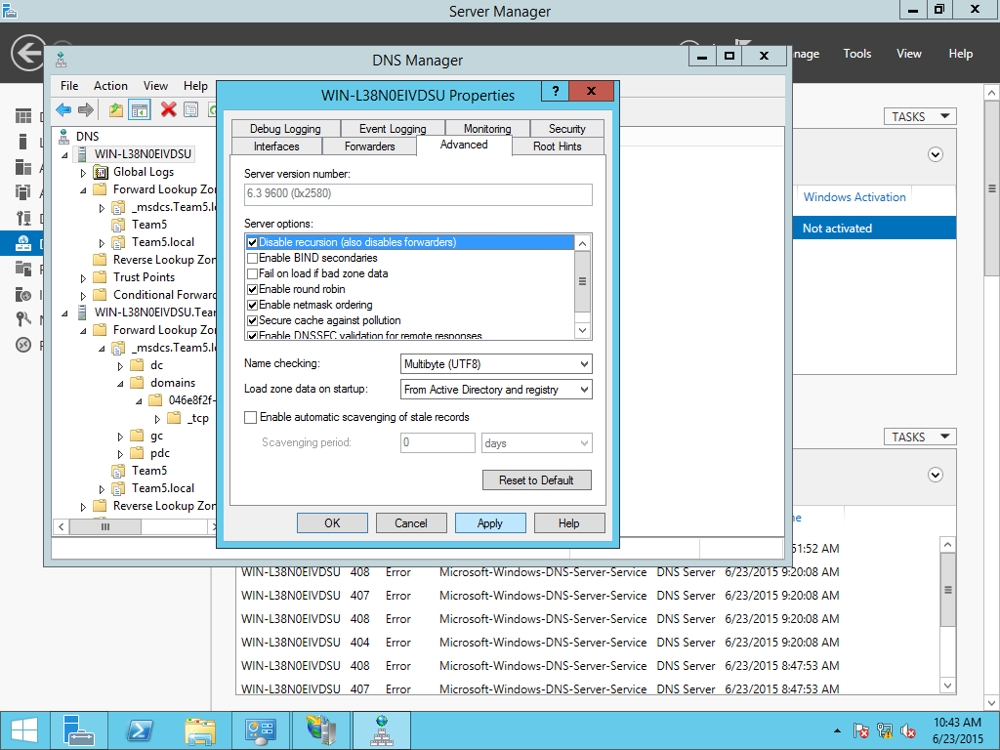 Server Manager
Manage Tools View Help
DNS Manager
File Action View Help
WIN-L38N0EIVDSU Properties
?
Debug Logging Event Logging Monitoring Security
Interfaces Forwarders Advanced Root Hints
Server version number:
6.3 9600 (0x2580)
Server options:
Disable recursion (also disables forwarders)
Enable BIND secondaries
Fail on load if bad zone data
Enable round robin
Enable netmask ordering
Secure cache against pollution
Enable DNSSEC validation for remote responses
Name checking: Multibyte (UTF8)
Load zone data on startup: From Active Directory and registry
Enable automatic scavenging of stale records
Scavenging period: 0 days
Reset to Default
OK Cancel Apply Help
DNS
WIN-L38N0EIVDSU
Global Logs
Forward Lookup Zon
_msdcs.Team5.l
Team5
Team5.local
Reverse Lookup Zon
Trust Points
Conditional Forward
WIN-L38N0EIVDSU.Tear
Forward Lookup Zon
_msdcs.Team5.l
dc
domains
046e8f2f-
_tcp
gc
pdc
Team5
Team5.local
Reverse Lookup Zon
TASKS
Windows Activation
Not activated
TASKS
51:52 AM
WIN-L38N0EIVDSU 408 Error Microsoft-Windows-DNS-Server-Service DNS Server 6/23/2015 9:20:08 AM
WIN-L38N0EIVDSU 407 Error Microsoft-Windows-DNS-Server-Service DNS Server 6/23/2015 9:20:08 AM
WIN-L38N0EIVDSU 408 Error Microsoft-Windows-DNS-Server-Service DNS Server 6/23/2015 9:20:08 AM
WIN-L38N0EIVDSU 404 Error Microsoft-Windows-DNS-Server-Service DNS Server 6/23/2015 9:20:08 AM
WIN-L38N0EIVDSU 408 Error Microsoft-Windows-DNS-Server-Service DNS Server 6/23/2015 8:47:53 AM
WIN-L38N0EIVDSU 407 Error Microsoft-Windows-DNS-Server-Service DNS Server 6/23/2015 8:47:53 AM
10:43 AM
6/23/2015